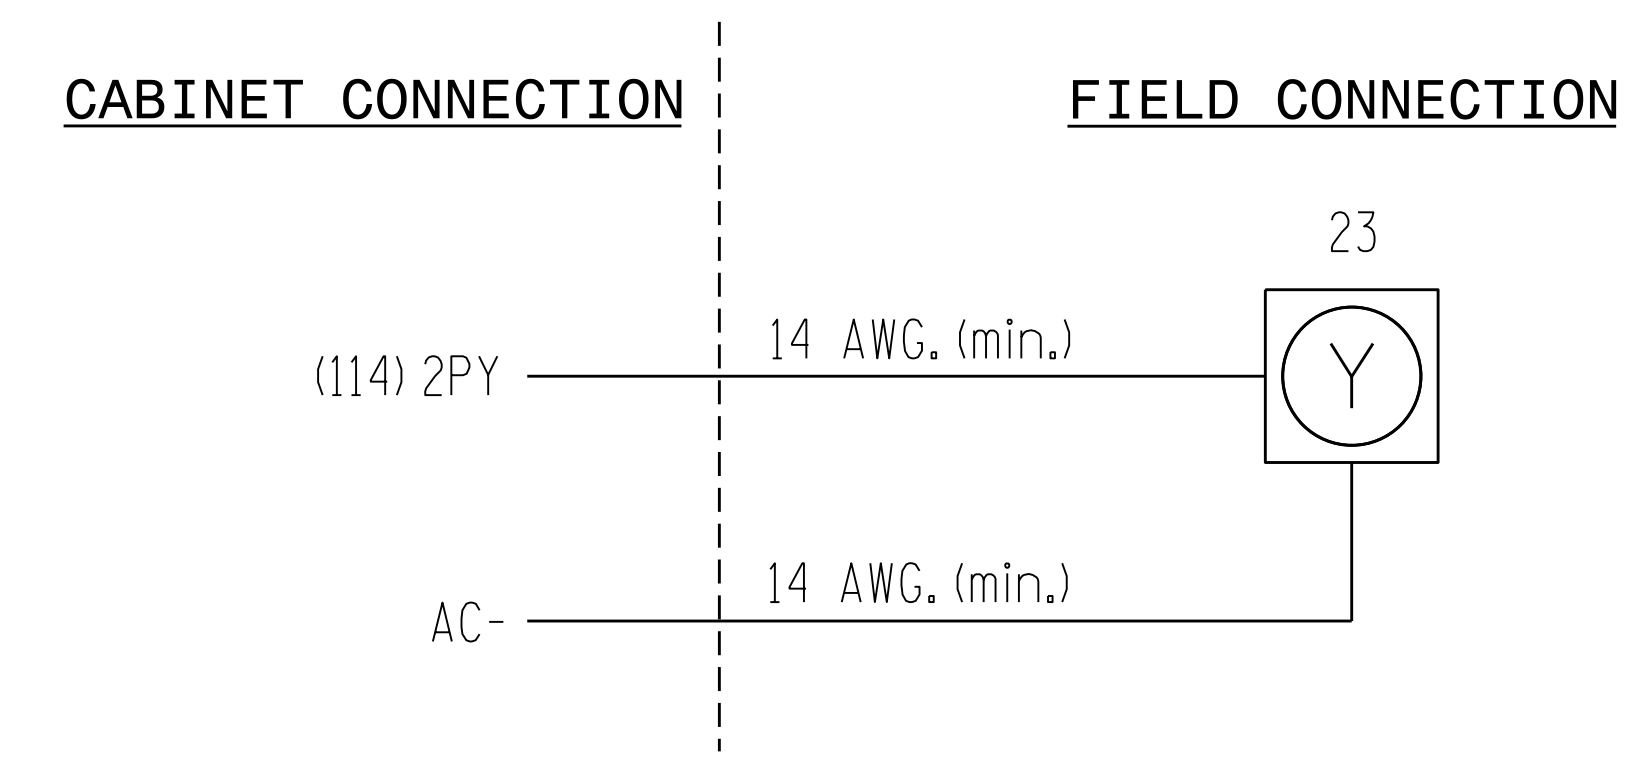 CABINET CONNECTION
FIELD CONNECTION
23
14 AWG. (min.)
(114) 2PY
Y
14 AWG. (min.)
AC-